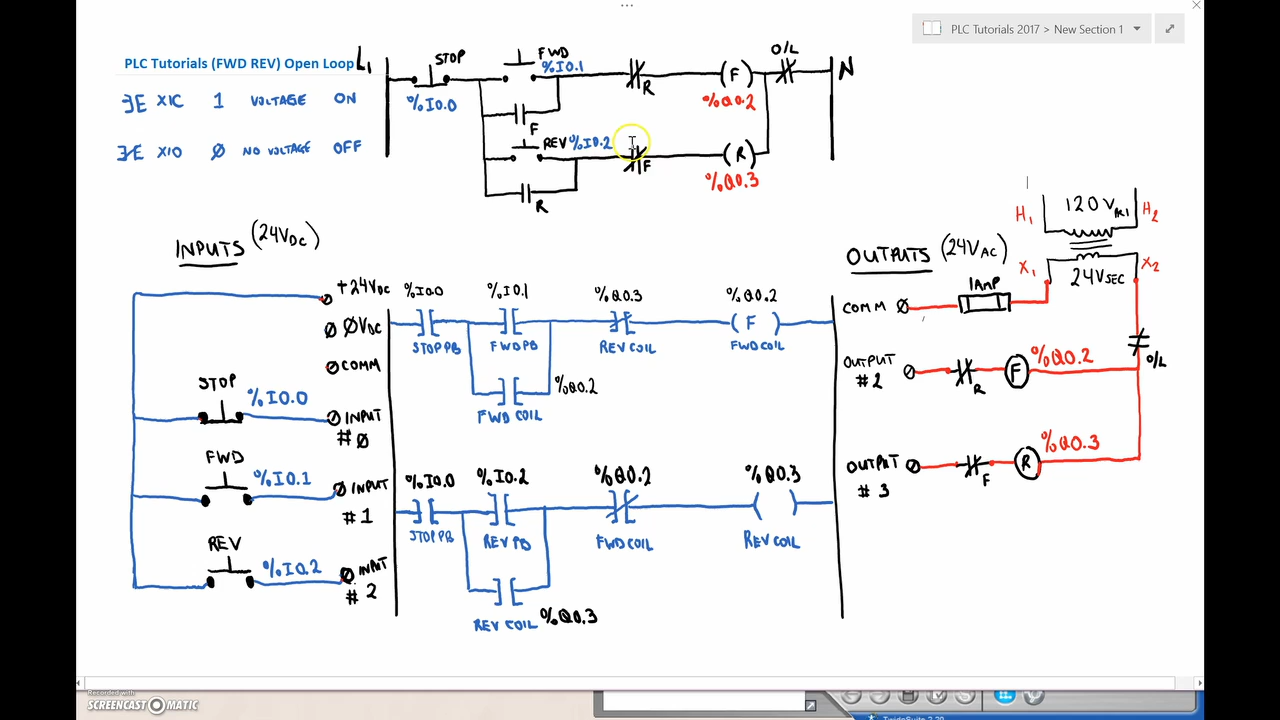 PLC Tutorials 2017 > New Section 1
PLC Tutorials (FWD REV) Open Loop
L1
STOP
FWD
O/L
N
%I0.1
R
(F)
%I0.0
%Q0.2
XIC 1 VOLTAGE ON
F
REV %I0.2
XIO Ø NO VOLTAGE OFF
F
(R)
%Q0.3
R
INPUTS (24VDC)
OUTPUTS (24VAC)
H1
120VPRI
H2
X1
24VSEC
X2
1AMP
COMM
+24VDC
ØVDC
COMM
%I0.0
%I0.1
%Q0.3
%Q0.2
( F )
STOP PB
FWD PB
REV COIL
FWD COIL
%Q0.2
FWD COIL
O/L
OUTPUT
#2
R
F
%Q0.2
STOP
%I0.0
INPUT
#Ø
FWD
%I0.1
INPUT
#1
REV
%I0.2
INPUT
#2
%I0.0
%I0.2
%Q0.2
%Q0.3
STOP PB
REV PB
FWD COIL
REV COIL
REV COIL
%Q0.3
OUTPUT
#3
F
R
%Q0.3
Recorded with
SCREENCAST-O-MATIC